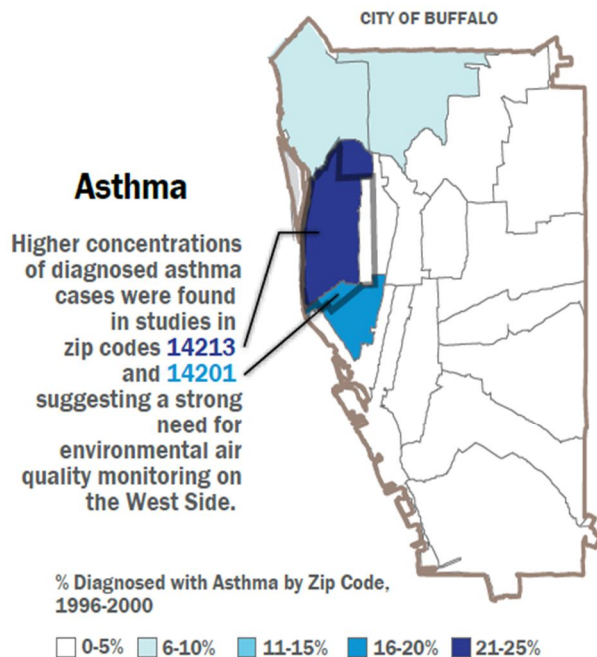 CITY OF BUFFALO
Asthma
Higher concentrations
of diagnosed asthma
cases were found
in studies in
zip codes 14213
and 14201
suggesting a strong
need for
environmental air
quality monitoring on
the West Side.
% Diagnosed with Asthma by Zip Code,
1996-2000
0-5% 6-10% 11-15% 16-20% 21-25%